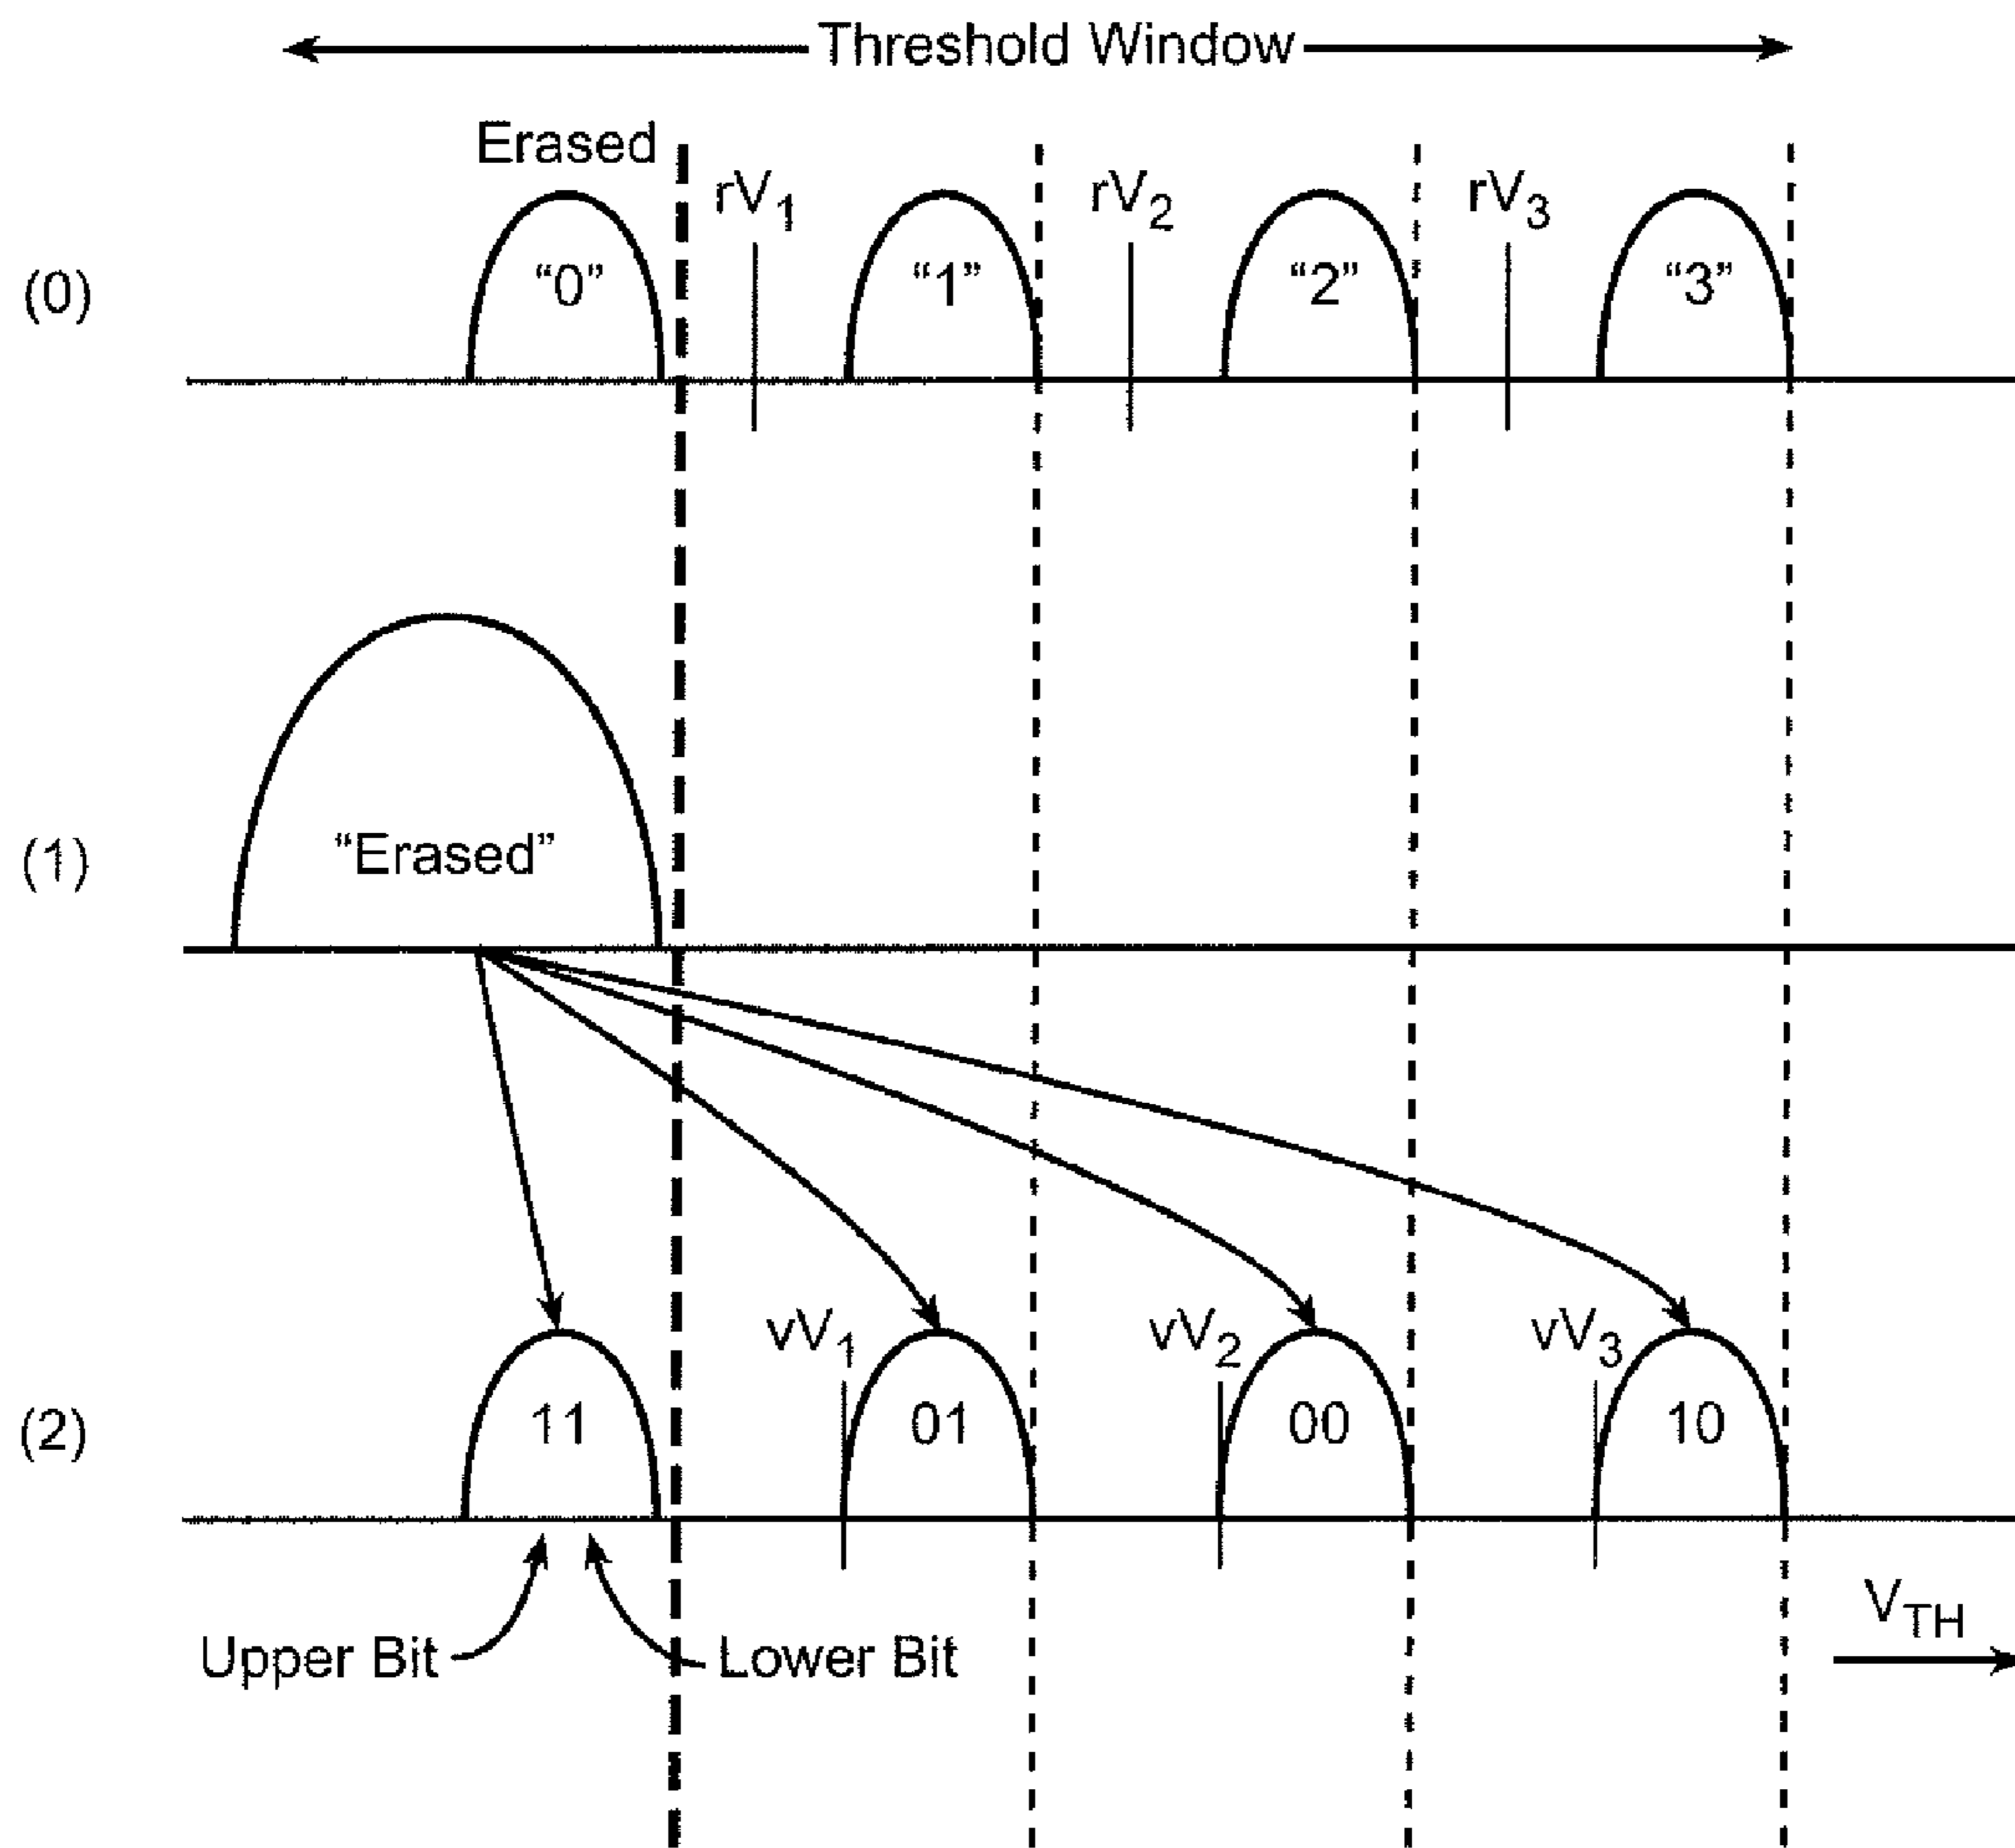 Threshold Window
Erased
rV1 rV2 rV3
(0) “0” “1” “2” “3”
(1) “Erased”
vV1 vV2 vV3
(2) 11 01 00 10
VTH
Upper Bit Lower Bit